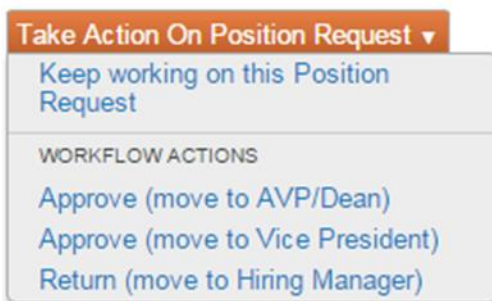 Take Action On Position Request ▼
Keep working on this Position
Request
WORKFLOW ACTIONS
Approve (move to AVP/Dean)
Approve (move to Vice President)
Return (move to Hiring Manager)